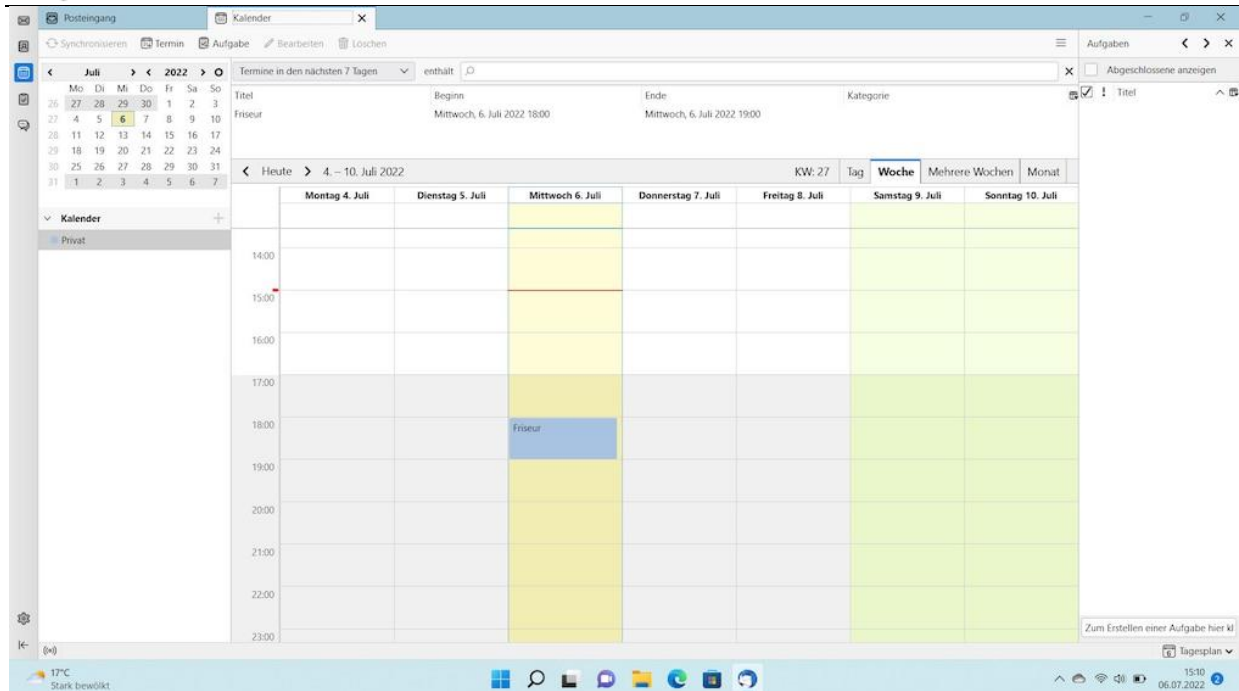 Posteingang
Kalender
Synchronisieren Termin Aufgabe Bearbeiten Löschen
Aufgaben
Juli 2022
Termine in den nächsten 7 Tagen enthält
Abgeschlossene anzeigen
Mo Di Mi Do Fr Sa So
26 27 28 29 30 1 2 3
27 4 5 6 7 8 9 10
28 11 12 13 14 15 16 17
29 18 19 20 21 22 23 24
30 25 26 27 28 29 30 31
31 1 2 3 4 5 6 7
Titel Beginn Ende Kategorie
Friseur Mittwoch, 6. Juli 2022 18:00 Mittwoch, 6. Juli 2022 19:00
! Titel
Heute 4. – 10. Juli 2022 KW: 27 Tag Woche Mehrere Wochen Monat
Kalender
Privat
Montag 4. Juli Dienstag 5. Juli Mittwoch 6. Juli Donnerstag 7. Juli Freitag 8. Juli Samstag 9. Juli Sonntag 10. Juli
14:00
15:00
16:00
17:00
18:00
Friseur
19:00
20:00
21:00
22:00
23:00
Zum Erstellen einer Aufgabe hier kl
6 Tagesplan
17°C
Stark bewölkt
15:10
06.07.2022
2